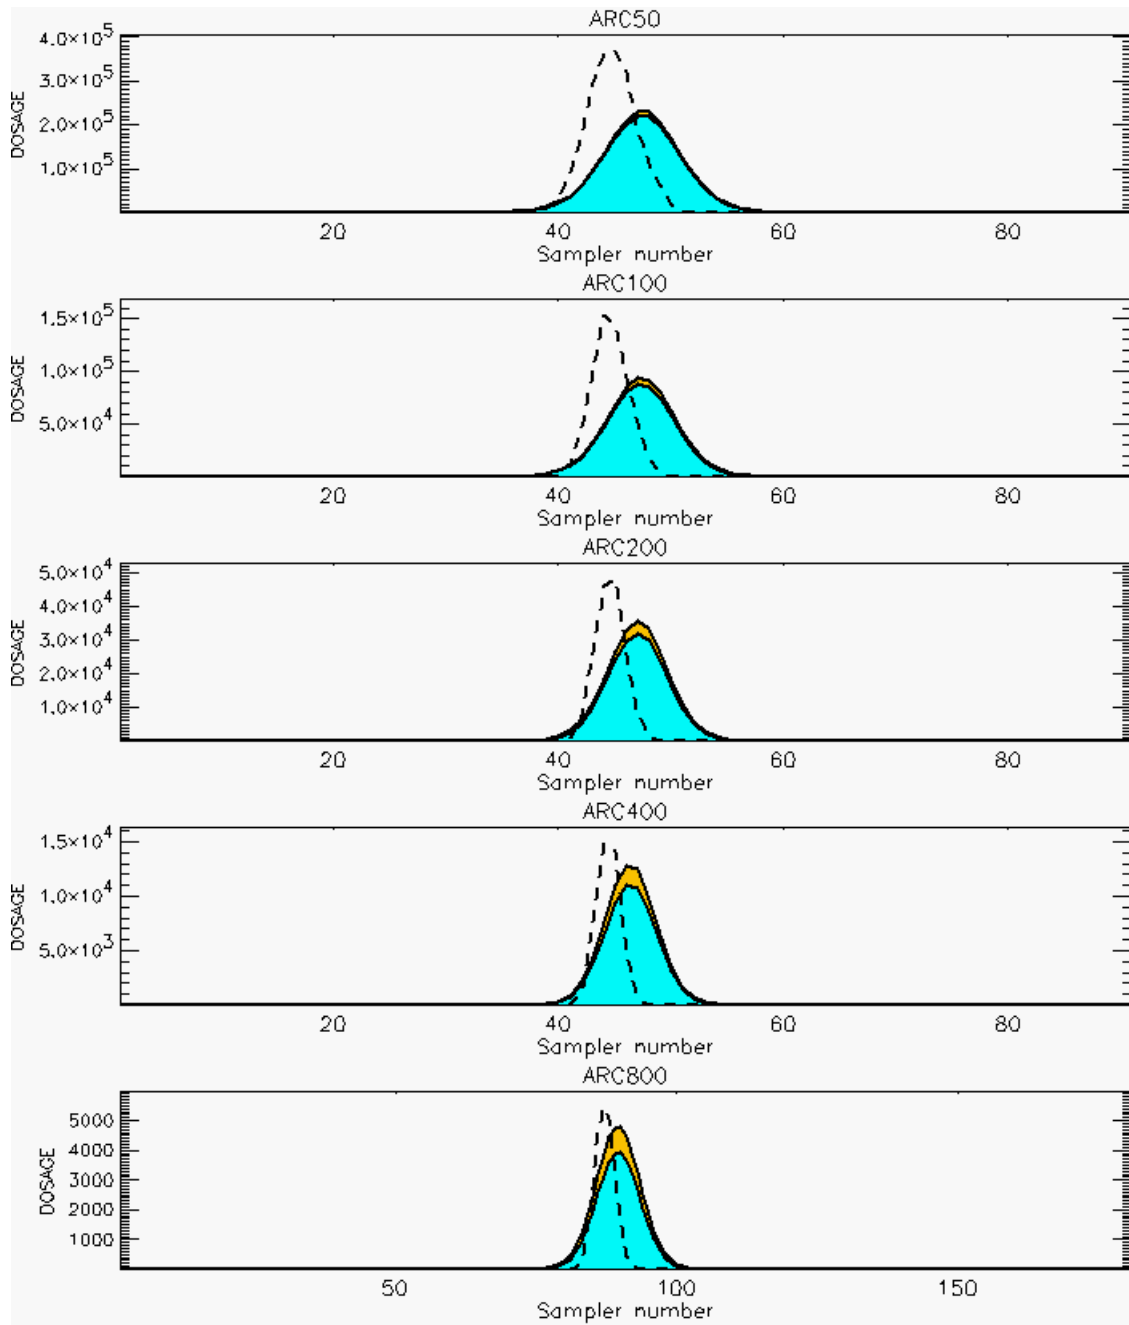 ARC50
4.0×10^5
3.0×10^5
2.0×10^5
1.0×10^5
DOSAGE
20 40 60 80
Sampler number
ARC100
1.5×10^5
1.0×10^5
5.0×10^4
DOSAGE
20 40 60 80
Sampler number
ARC200
5.0×10^4
4.0×10^4
3.0×10^4
2.0×10^4
1.0×10^4
DOSAGE
20 40 60 80
Sampler number
ARC400
1.5×10^4
1.0×10^4
5.0×10^3
DOSAGE
20 40 60 80
Sampler number
ARC800
5000
4000
3000
2000
1000
DOSAGE
50 100 150
Sampler number